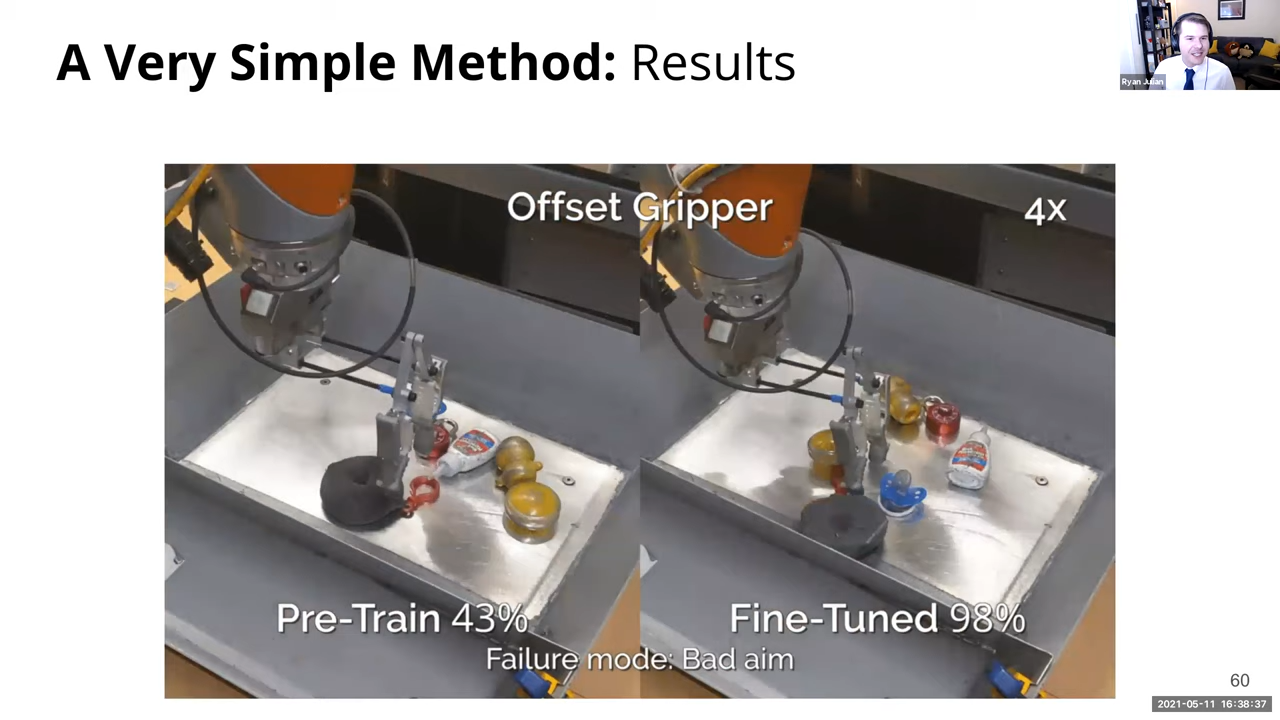 A Very Simple Method: Results
Ryan Julian
Offset Gripper
4x
Pre-Train 43%
Fine-Tuned 98%
Failure mode: Bad aim
60
2021-05-11 16:38:37